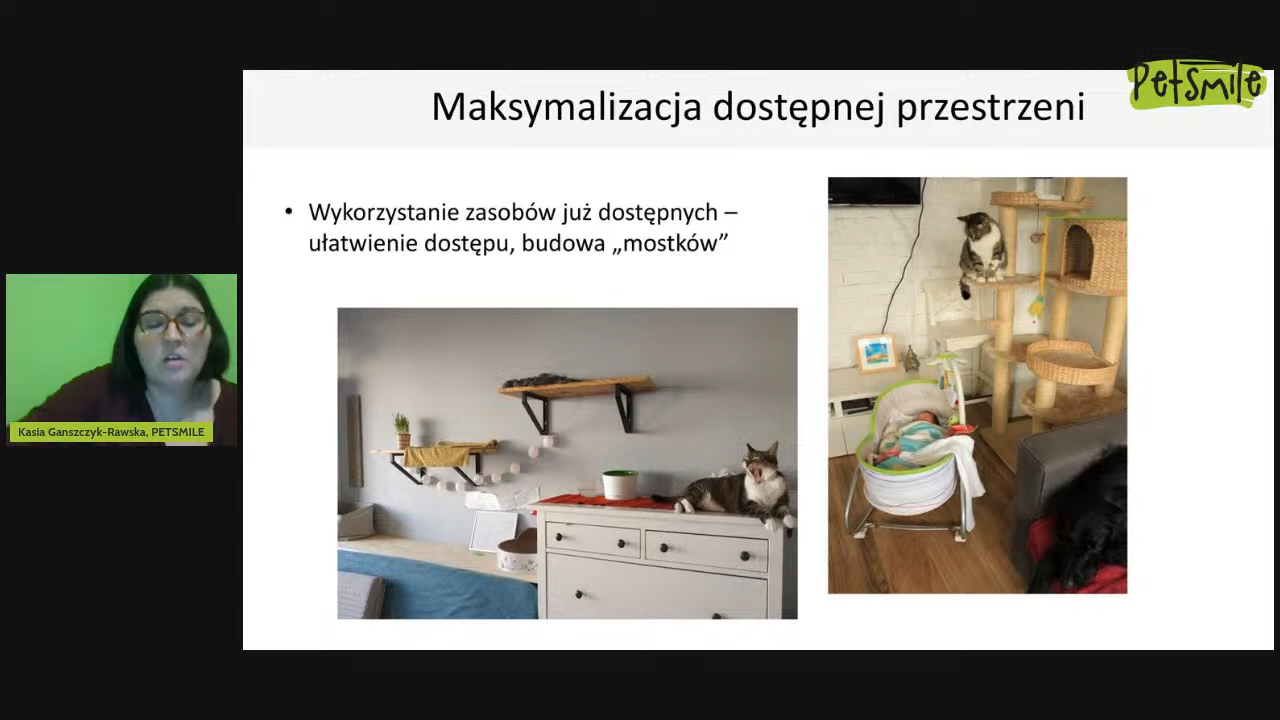 PetSmile
Maksymalizacja dostępnej przestrzeni
• Wykorzystanie zasobów już dostępnych –
ułatwienie dostępu, budowa „mostków”
Kasia Ganszczyk-Rawska, PETSMILE